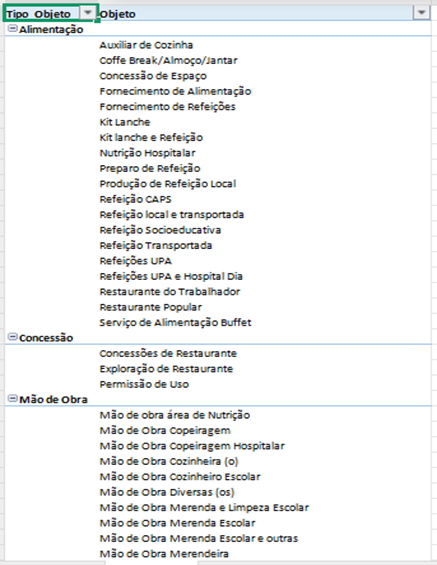 Tipo_Objeto Objeto
Alimentação
Auxiliar de Cozinha
Coffe Break/Almoço/Jantar
Concessão de Espaço
Fornecimento de Alimentação
Fornecimento de Refeições
Kit Lanche
Kit lanche e Refeição
Nutrição Hospitalar
Preparo de Refeição
Produção de Refeição Local
Refeição CAPS
Refeição local e transportada
Refeição Socioeducativa
Refeição Transportada
Refeições UPA
Refeições UPA e Hospital Dia
Restaurante do Trabalhador
Restaurante Popular
Serviço de Alimentação Buffet
Concessão
Concessões de Restaurante
Exploração de Restaurante
Permissão de Uso
Mão de Obra
Mão de obra área de Nutrição
Mão de Obra Copeiragem
Mão de Obra Copeiragem Hospitalar
Mão de Obra Cozinheira (o)
Mão de Obra Cozinheiro Escolar
Mão de Obra Diversas (os)
Mão de Obra Merenda e Limpeza Escolar
Mão de Obra Merenda Escolar
Mão de Obra Merenda Escolar e outras
Mão de Obra Merendeira